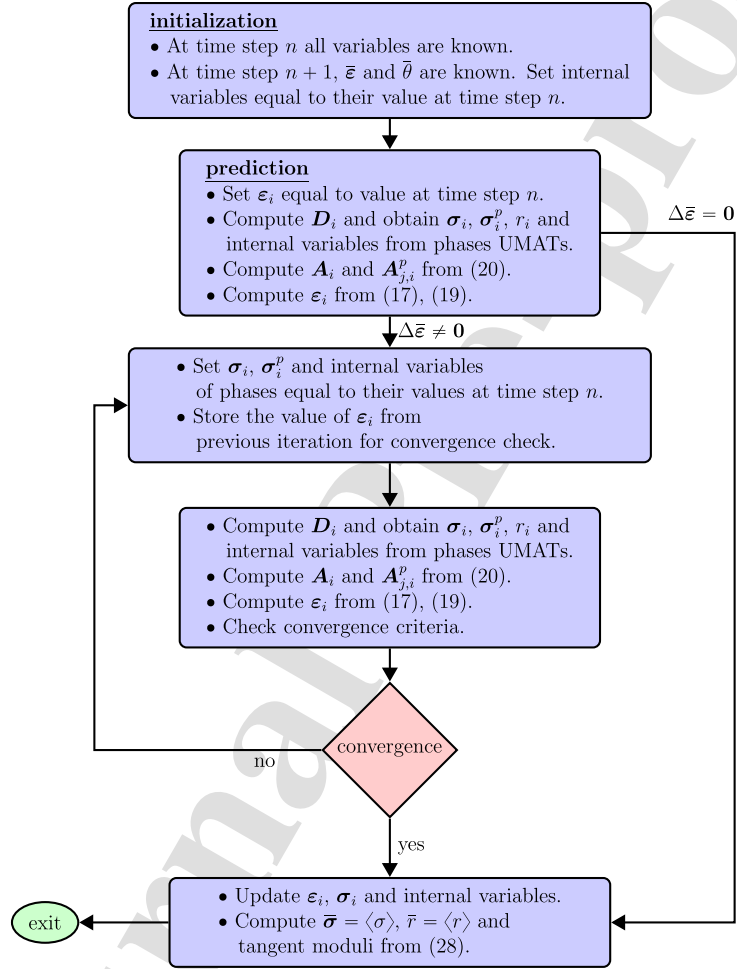 initialization
• At time step n all variables are known.
• At time step n + 1, ε̄ and θ̄ are known. Set internal
variables equal to their value at time step n.
prediction
• Set εᵢ equal to value at time step n.
• Compute Dᵢ and obtain σᵢ, σᵢᵖ, rᵢ and
internal variables from phases UMATs.
• Compute Aᵢ and Aᵖⱼ,ᵢ from (20).
• Compute εᵢ from (17), (19).
Δε̄ = 0
Δε̄ ≠ 0
• Set σᵢ, σᵢᵖ and internal variables
of phases equal to their values at time step n.
• Store the value of εᵢ from
previous iteration for convergence check.
• Compute Dᵢ and obtain σᵢ, σᵢᵖ, rᵢ and
internal variables from phases UMATs.
• Compute Aᵢ and Aᵖⱼ,ᵢ from (20).
• Compute εᵢ from (17), (19).
• Check convergence criteria.
convergence
no
yes
• Update εᵢ, σᵢ and internal variables.
• Compute σ̄ = ⟨σ⟩, r̄ = ⟨r⟩ and
tangent moduli from (28).
exit